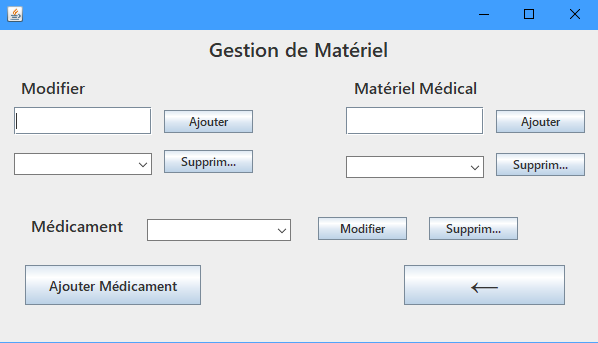 Gestion de Matériel
Modifier
Matériel Médical
Ajouter
Ajouter
Supprim...
Supprim...
Médicament
Modifier
Supprim...
Ajouter Médicament
←